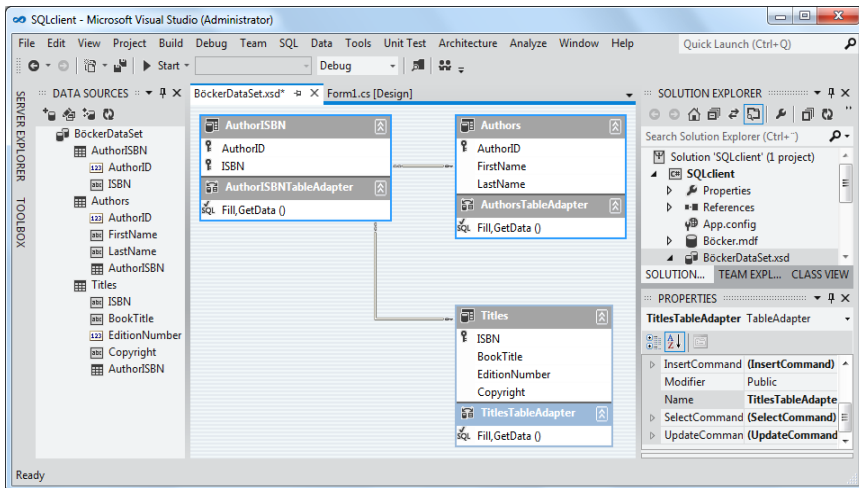 SQLclient - Microsoft Visual Studio (Administrator)
File Edit View Project Build Debug Team SQL Data Tools Unit Test Architecture Analyze Window Help
Quick Launch (Ctrl+Q)
Start
Debug
SERVER EXPLORER
TOOLBOX
DATA SOURCES
BöckerDataSet
AuthorISBN
AuthorID
ISBN
Authors
AuthorID
FirstName
LastName
AuthorISBN
Titles
ISBN
BookTitle
EditionNumber
Copyright
AuthorISBN
BöckerDataSet.xsd* Form1.cs [Design]
AuthorISBN
AuthorID
ISBN
AuthorISBNTableAdapter
SQL Fill,GetData ()
Authors
AuthorID
FirstName
LastName
AuthorsTableAdapter
SQL Fill,GetData ()
Titles
ISBN
BookTitle
EditionNumber
Copyright
TitlesTableAdapter
SQL Fill,GetData ()
SOLUTION EXPLORER
Search Solution Explorer (Ctrl+¨)
Solution 'SQLclient' (1 project)
C# SQLclient
Properties
References
App.config
Böcker.mdf
BöckerDataSet.xsd
SOLUTION... TEAM EXPL... CLASS VIEW
PROPERTIES
TitlesTableAdapter TableAdapter
InsertCommand (InsertCommand)
Modifier Public
Name TitlesTableAdapte
SelectCommand (SelectCommand)
UpdateComman (UpdateCommand
Ready